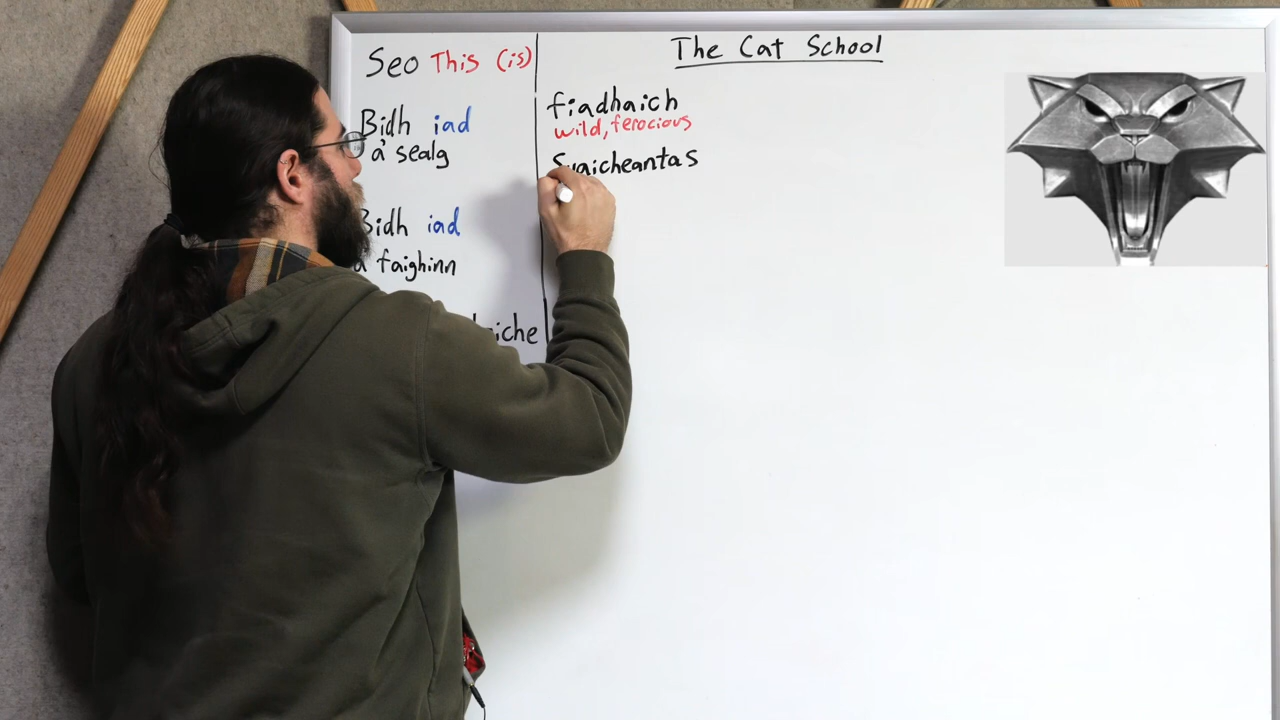 The Cat School
Seo This (is)
Bidh iad
a' sealg
Bidh iad
a' faighinn
fiadhaich
wild, ferocious
Suaicheantas